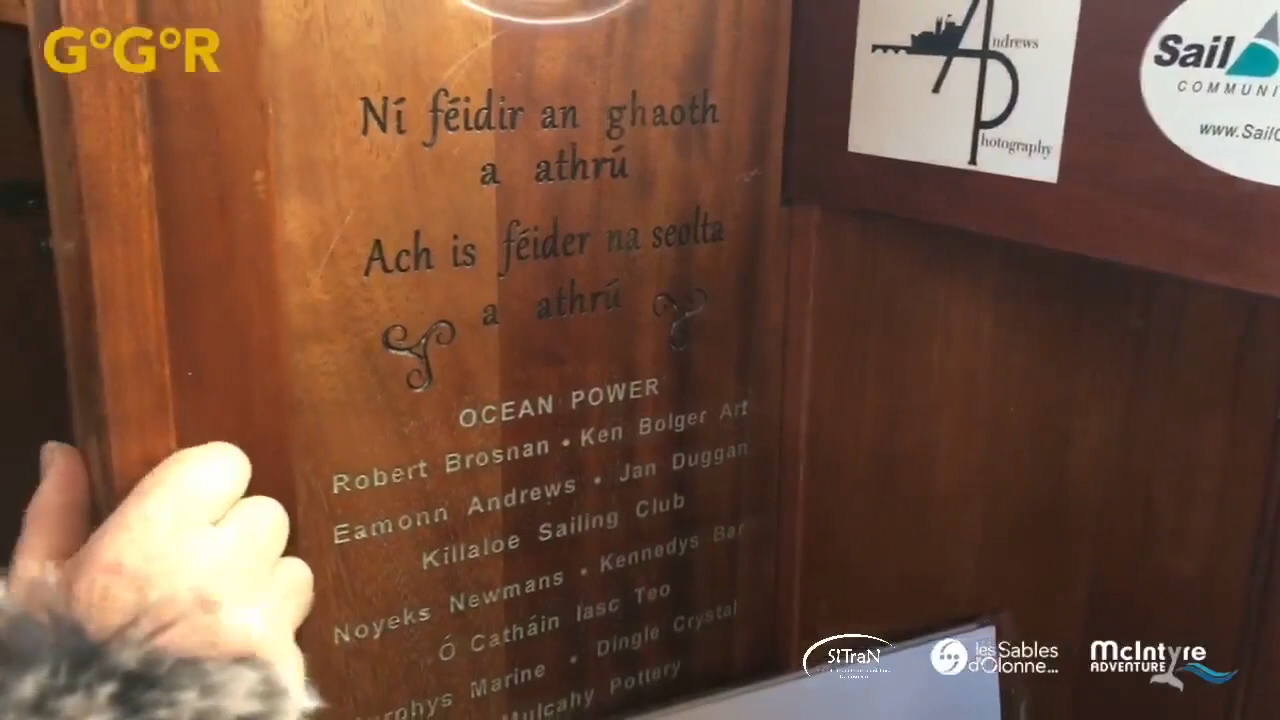 G°G°R
Ní féidir an ghaoth
a athrú
Ach is féider na seolta
a athrú
OCEAN POWER
Robert Brosnan • Ken Bolger Art
Eamonn Andrews • Jan Duggan
Killaloe Sailing Club
Noyeks Newmans • Kennedys Bar
Ó Catháin Iasc Teo
Marine • Dingle Crystal
Mulcahy Pottery
Andrews
Photography
Sail
www.Sail
SITraN
les Sables
d'Olonne...
McIntyre
ADVENTURE